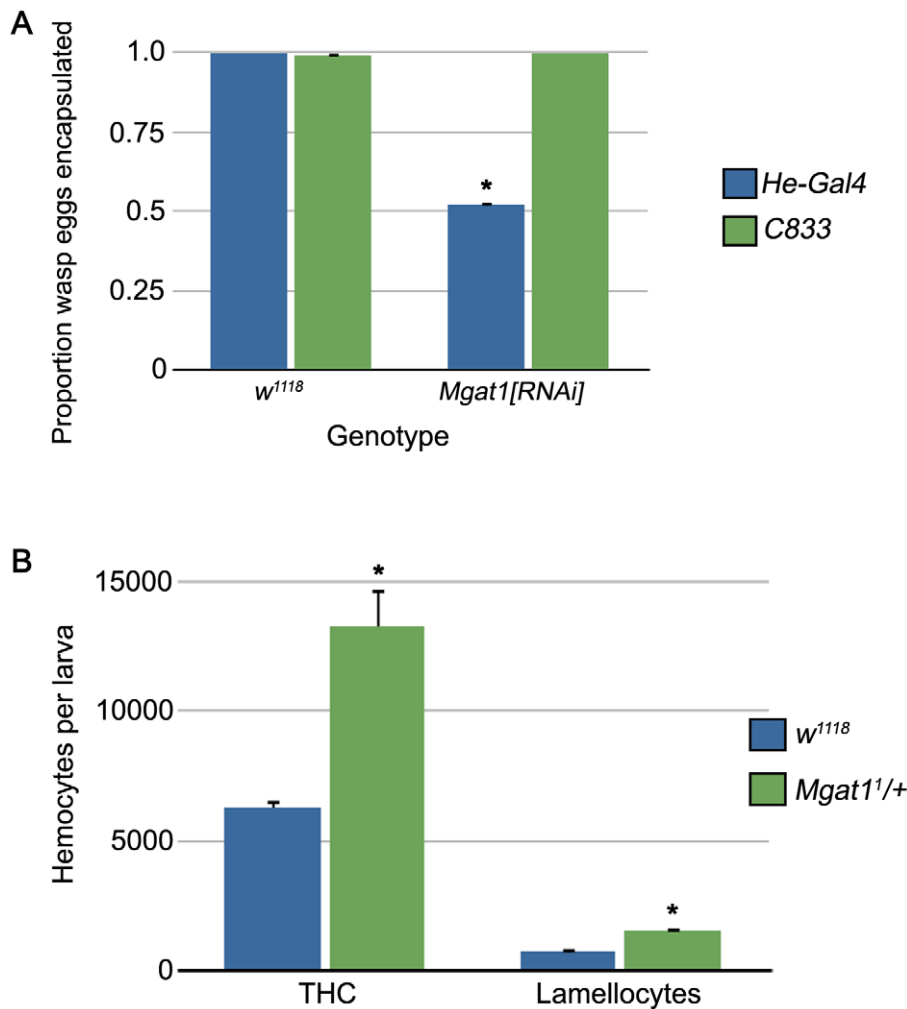 A
Proportion wasp eggs encapsulated
1.0
0.75
0.5
0.25
0
*
w¹¹¹⁸
Mgat1[RNAi]
Genotype
He-Gal4
C833
B
Hemocytes per larva
15000
10000
5000
0
*
*
THC
Lamellocytes
w¹¹¹⁸
Mgat1¹/+